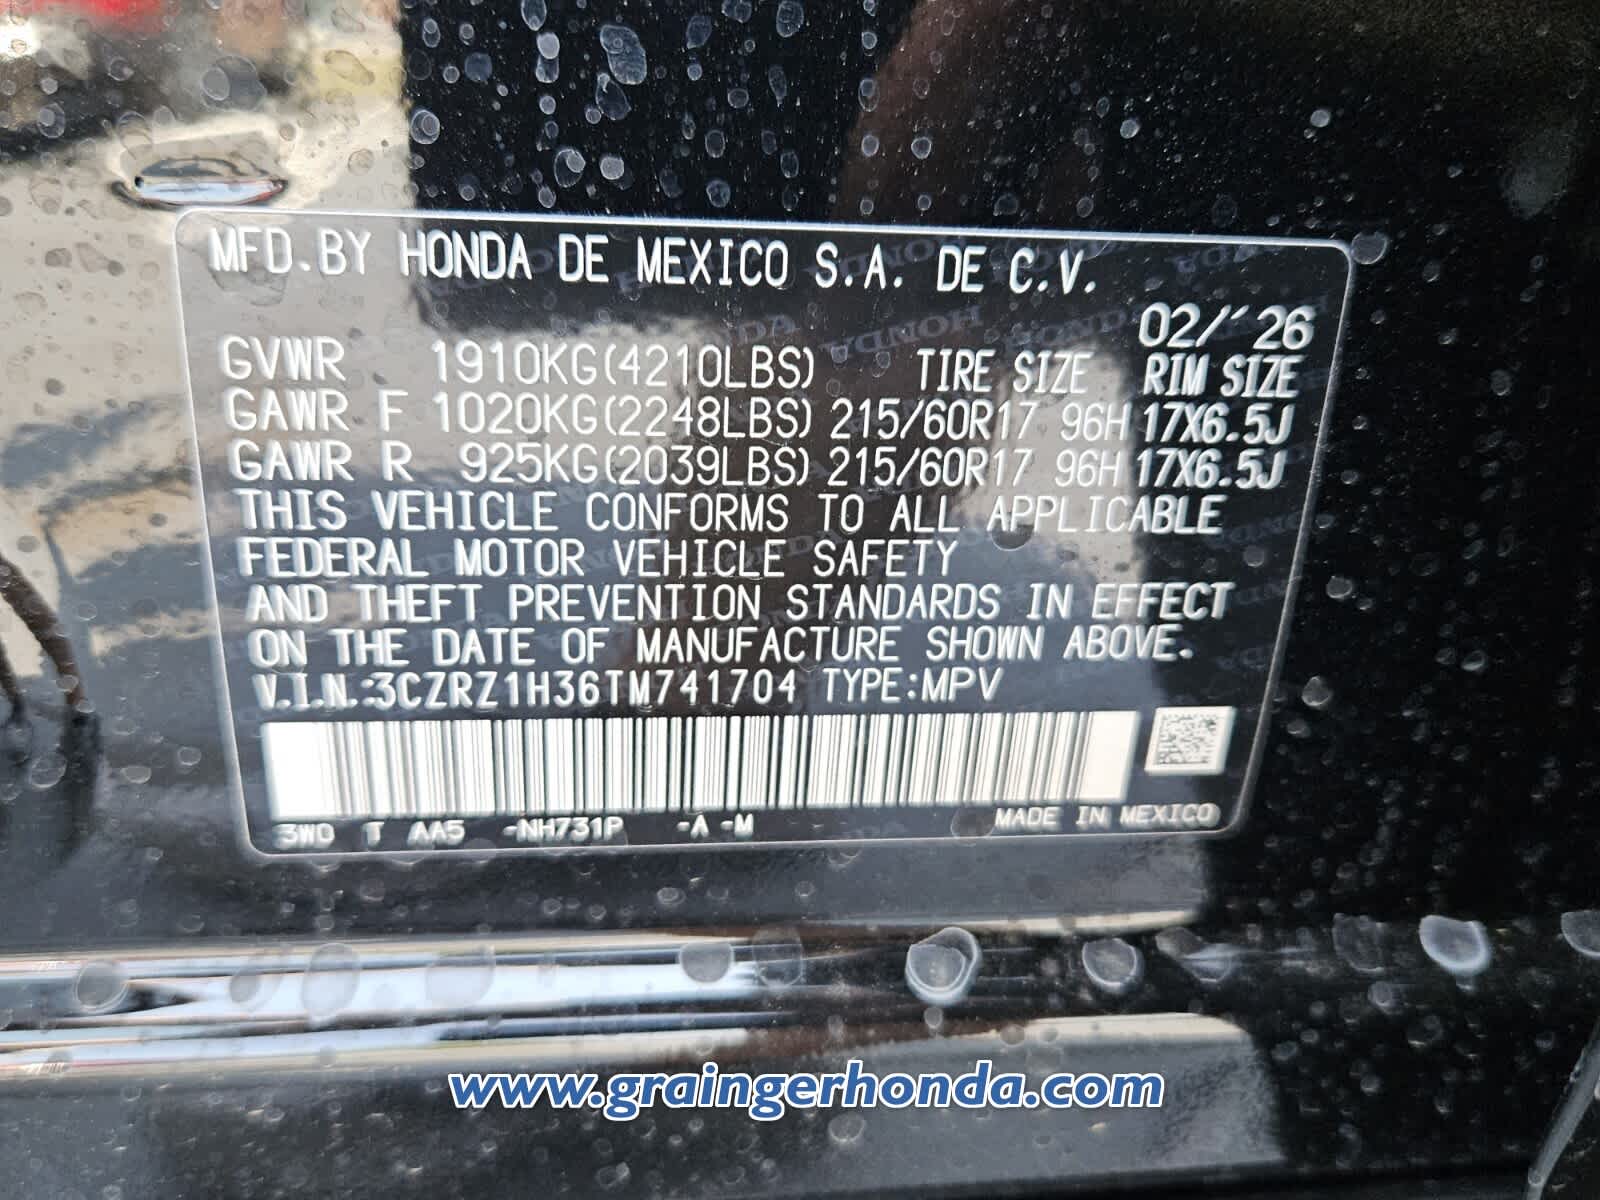 MFD.BY HONDA DE MEXICO S.A. DE C.V.
02/'26
GVWR 1910KG(4210LBS) TIRE SIZE RIM SIZE
GAWR F 1020KG(2248LBS) 215/60R17 96H 17X6.5J
GAWR R 925KG(2039LBS) 215/60R17 96H 17X6.5J
THIS VEHICLE CONFORMS TO ALL APPLICABLE
FEDERAL MOTOR VEHICLE SAFETY
AND THEFT PREVENTION STANDARDS IN EFFECT
ON THE DATE OF MANUFACTURE SHOWN ABOVE.
V.I.N.:3CZRZ1H36TM741704 TYPE:MPV
3W0 T AA5 -NH731P -A -M MADE IN MEXICO
www.graingerhonda.com